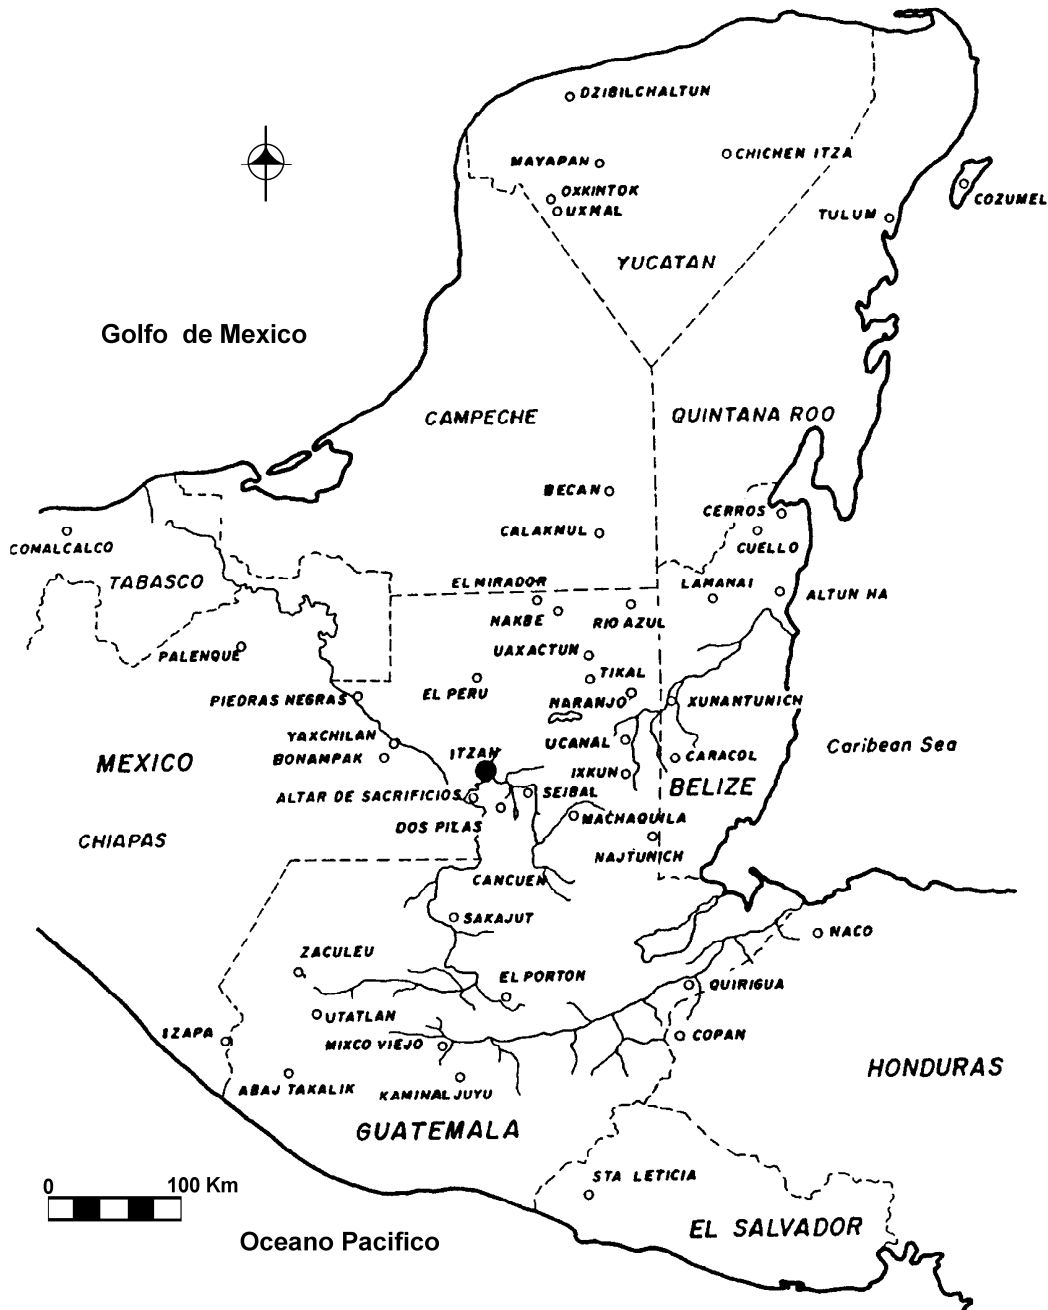 DZIBILCHALTUN
MAYAPAN
CHICHEN ITZA
OXKINTOK
UXMAL
COZUMEL
TULUM
YUCATAN
Golfo de Mexico
CAMPECHE
QUINTANA ROO
BECAN
CERROS
CALAKMUL
CUELLO
COMALCALCO
TABASCO
EL MIRADOR
LAMANAI
ALTUN HA
NAKBE
RIO AZUL
PALENQUE
UAXACTUN
TIKAL
EL PERU
PIEDRAS NEGRAS
NARANJO
XUNANTUNICH
YAXCHILAN
ITZAN
UCANAL
Caribean Sea
BONAMPAK
CARACOL
MEXICO
IXKUN
BELIZE
ALTAR DE SACRIFICIOS
SEIBAL
DOS PILAS
MACHAQUILA
CHIAPAS
NAJTUNICH
CANCUEN
SAKAJUT
NACO
ZACULEU
EL PORTON
QUIRIGUA
UTATLAN
IZAPA
MIXCO VIEJO
COPAN
HONDURAS
ABAJ TAKALIK
KAMINALJUYU
GUATEMALA
STA LETICIA
0 100 Km
EL SALVADOR
Oceano Pacifico